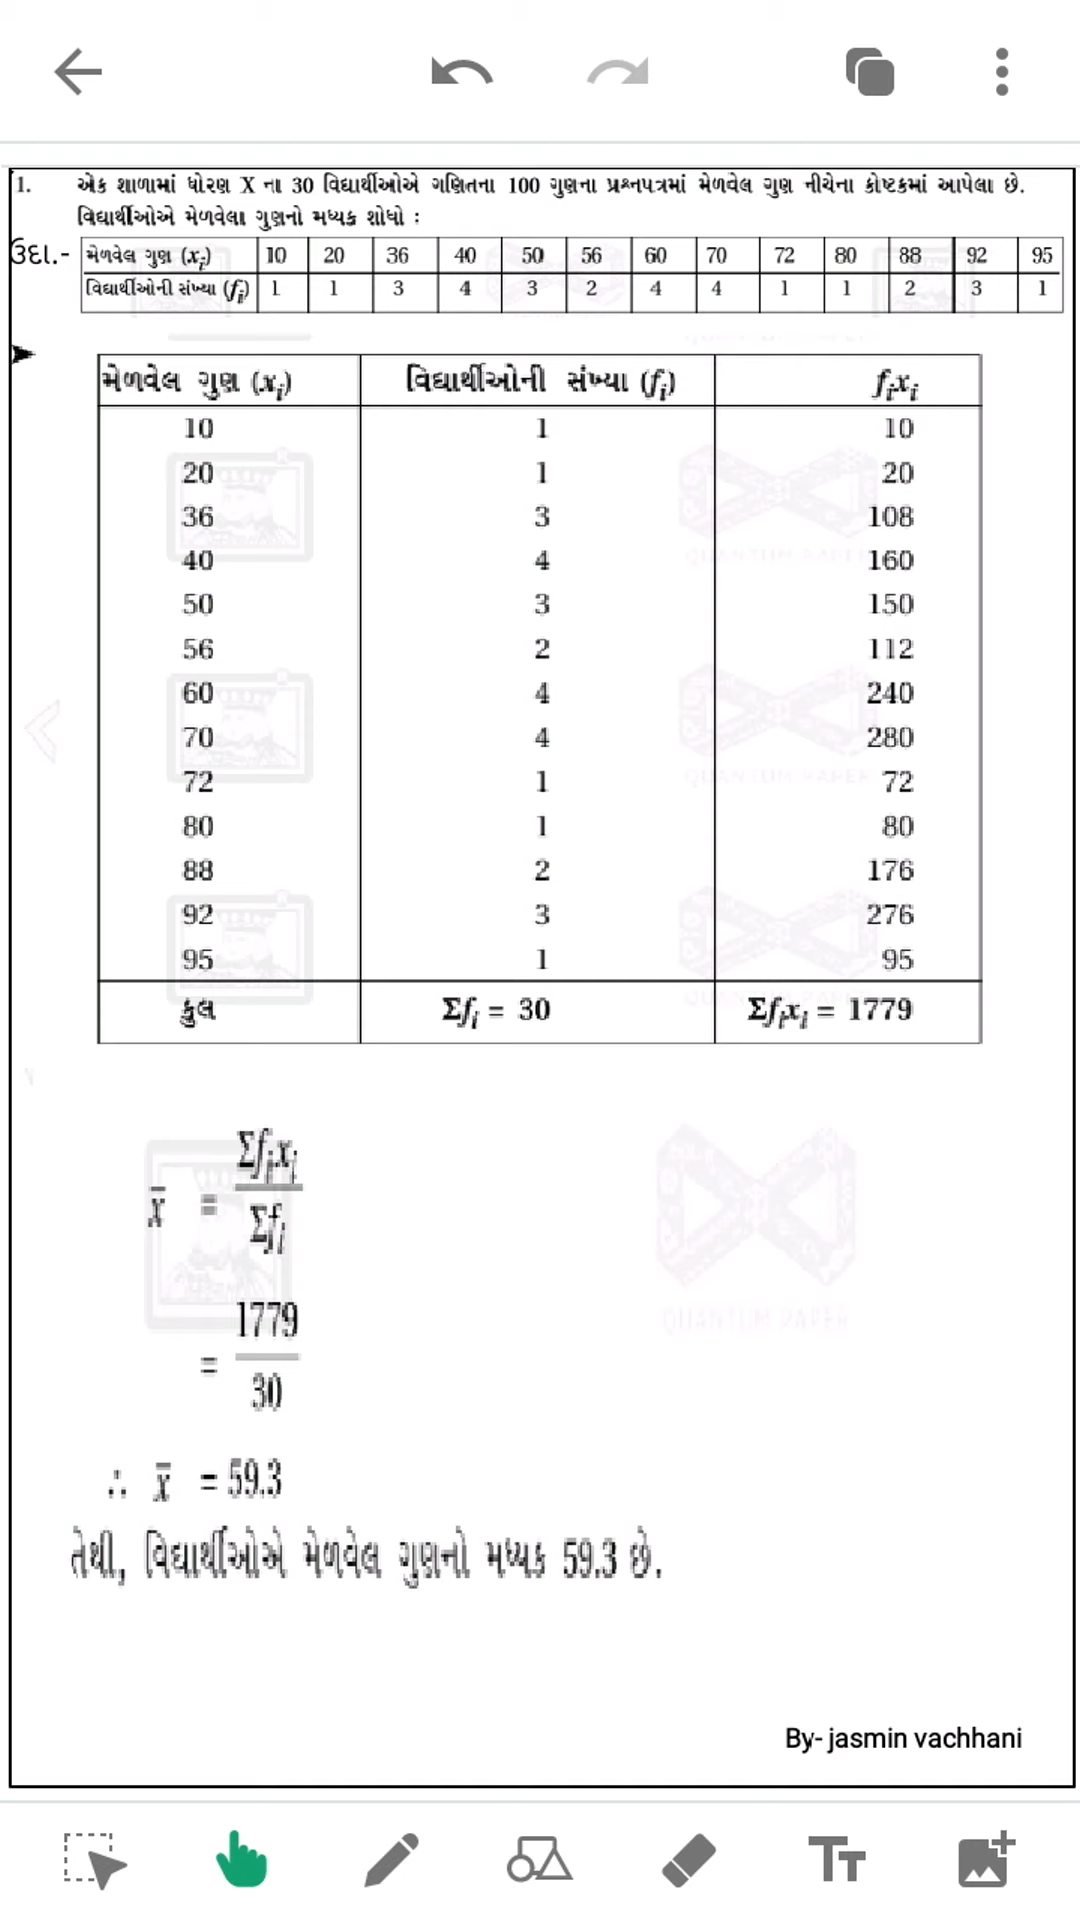 1. એક શાળામાં ધોરણ X ના 30 વિદ્યાર્થીઓએ ગણિતના 100 ગુણના પ્રશ્નપત્રમાં મેળવેલ ગુણ નીચેના કોષ્ટકમાં આપેલા છે.
વિદ્યાર્થીઓએ મેળવેલા ગુણનો મધ્યક શોધો :
ઉદા.- મેળવેલ ગુણ (xᵢ) 10 20 36 40 50 56 60 70 72 80 88 92 95
વિદ્યાર્થીઓની સંખ્યા (fᵢ) 1 1 3 4 3 2 4 4 1 1 2 3 1
મેળવેલ ગુણ (xᵢ) વિદ્યાર્થીઓની સંખ્યા (fᵢ) fᵢxᵢ
10 1 10
20 1 20
36 3 108
40 4 160
50 3 150
56 2 112
60 4 240
70 4 280
72 1 72
80 1 80
88 2 176
92 3 276
95 1 95
કુલ Σfᵢ = 30 Σfᵢxᵢ = 1779
x̄ = Σfᵢxᵢ / Σfᵢ
= 1779 / 30
QUANTUM PAPER
∴ x̄ = 59.3
તેથી, વિદ્યાર્થીઓએ મેળવેલ ગુણનો મધ્યક 59.3 છે.
By- jasmin vachhani
TT